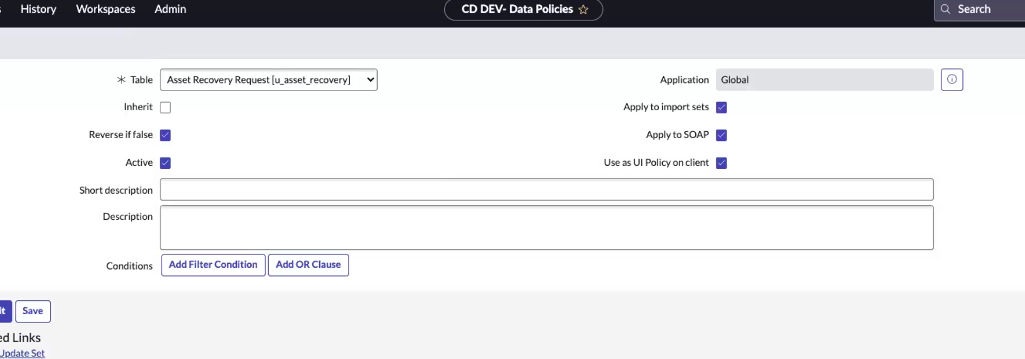 History Workspaces Admin CD DEV- Data Policies Search
Table Asset Recovery Request [u_asset_recovery] Application Global
Inherit Apply to import sets
Reverse if false Apply to SOAP
Active Use as UI Policy on client
Short description
Description
Conditions Add Filter Condition Add OR Clause
Save
Links
Update Set